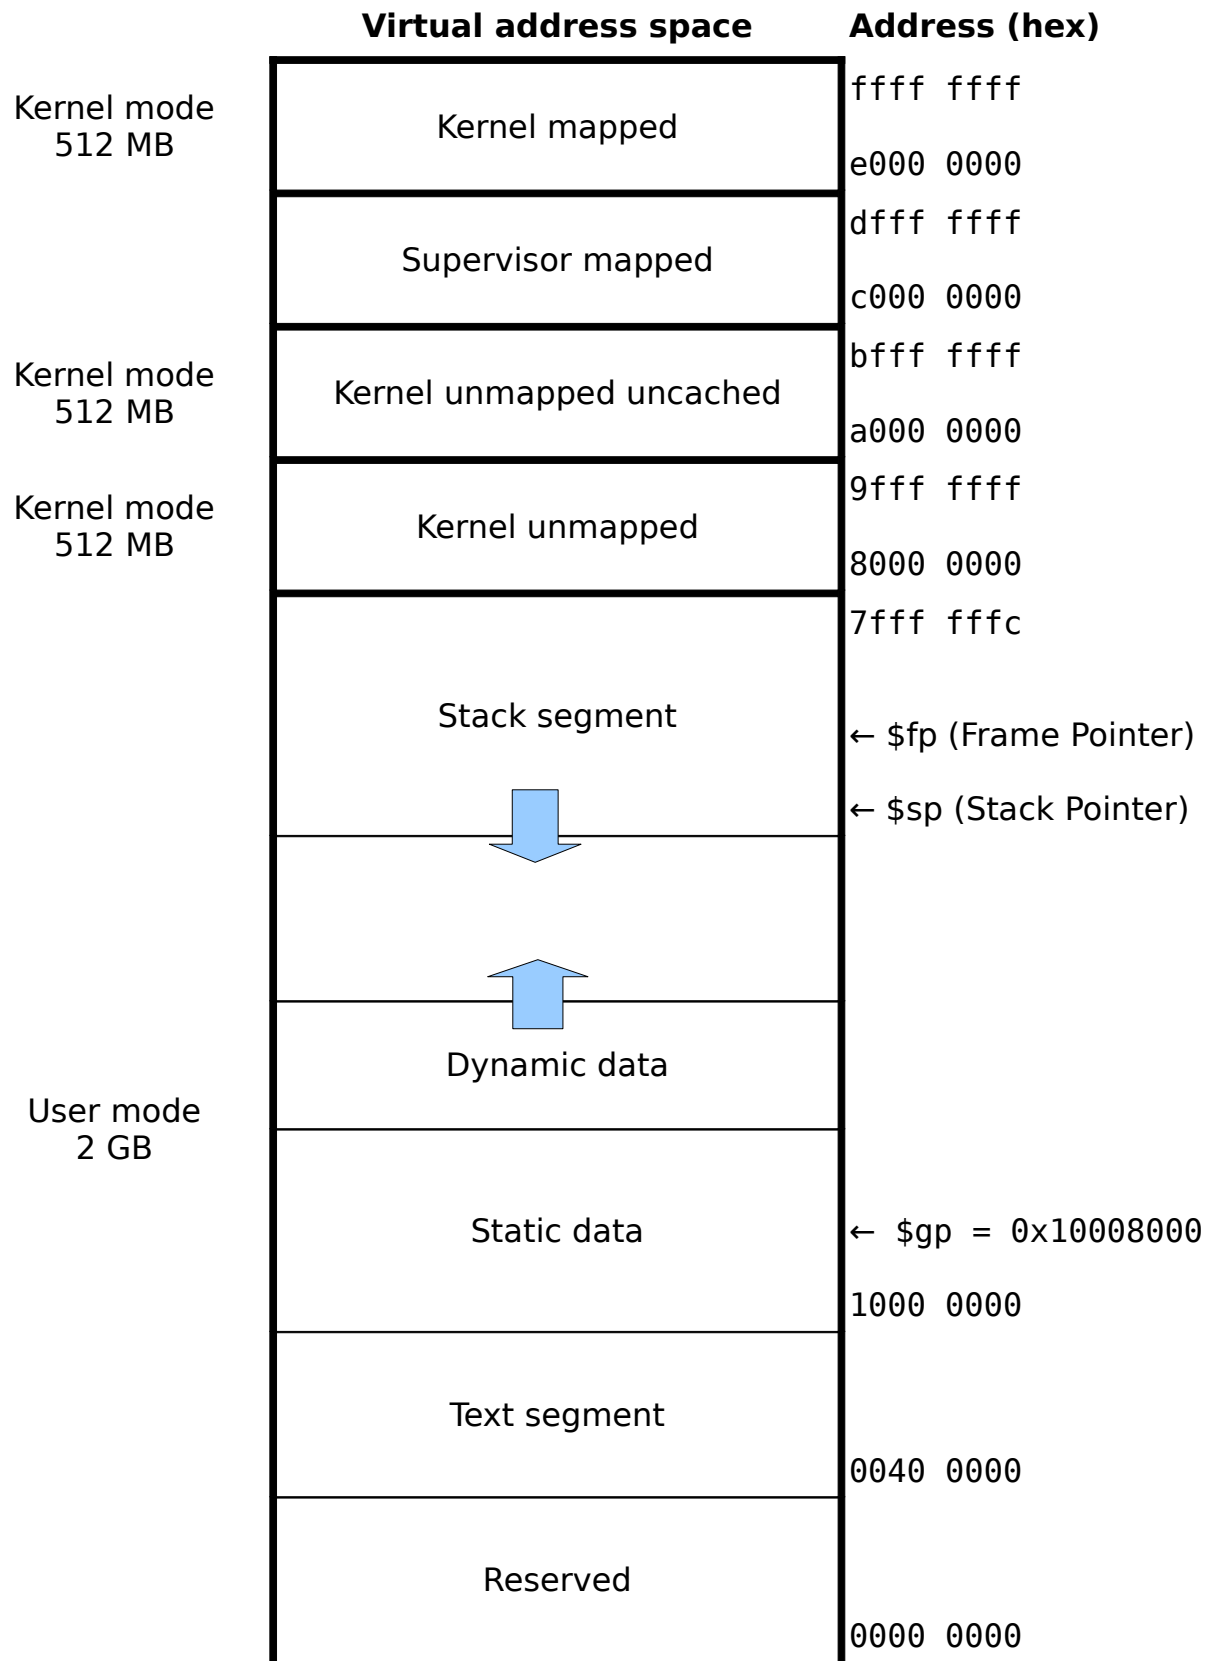 Virtual address space Address (hex)
ffff ffff
Kernel mode
512 MB
Kernel mapped
e000 0000
dfff ffff
Supervisor mapped
c000 0000
bfff ffff
Kernel mode
512 MB
Kernel unmapped uncached
a000 0000
9fff ffff
Kernel mode
512 MB
Kernel unmapped
8000 0000
7fff fffc
Stack segment
← $fp (Frame Pointer)
← $sp (Stack Pointer)
Dynamic data
User mode
2 GB
Static data
← $gp = 0x10008000
1000 0000
Text segment
0040 0000
Reserved
0000 0000